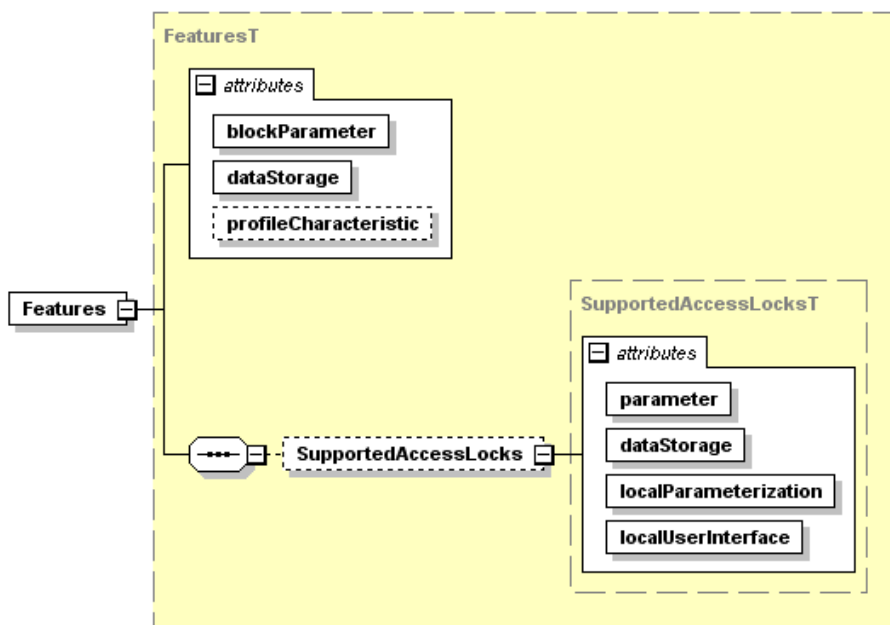 FeaturesT
attributes
blockParameter
dataStorage
profileCharacteristic
Features
SupportedAccessLocksT
attributes
parameter
SupportedAccessLocks
dataStorage
localParameterization
localUserInterface